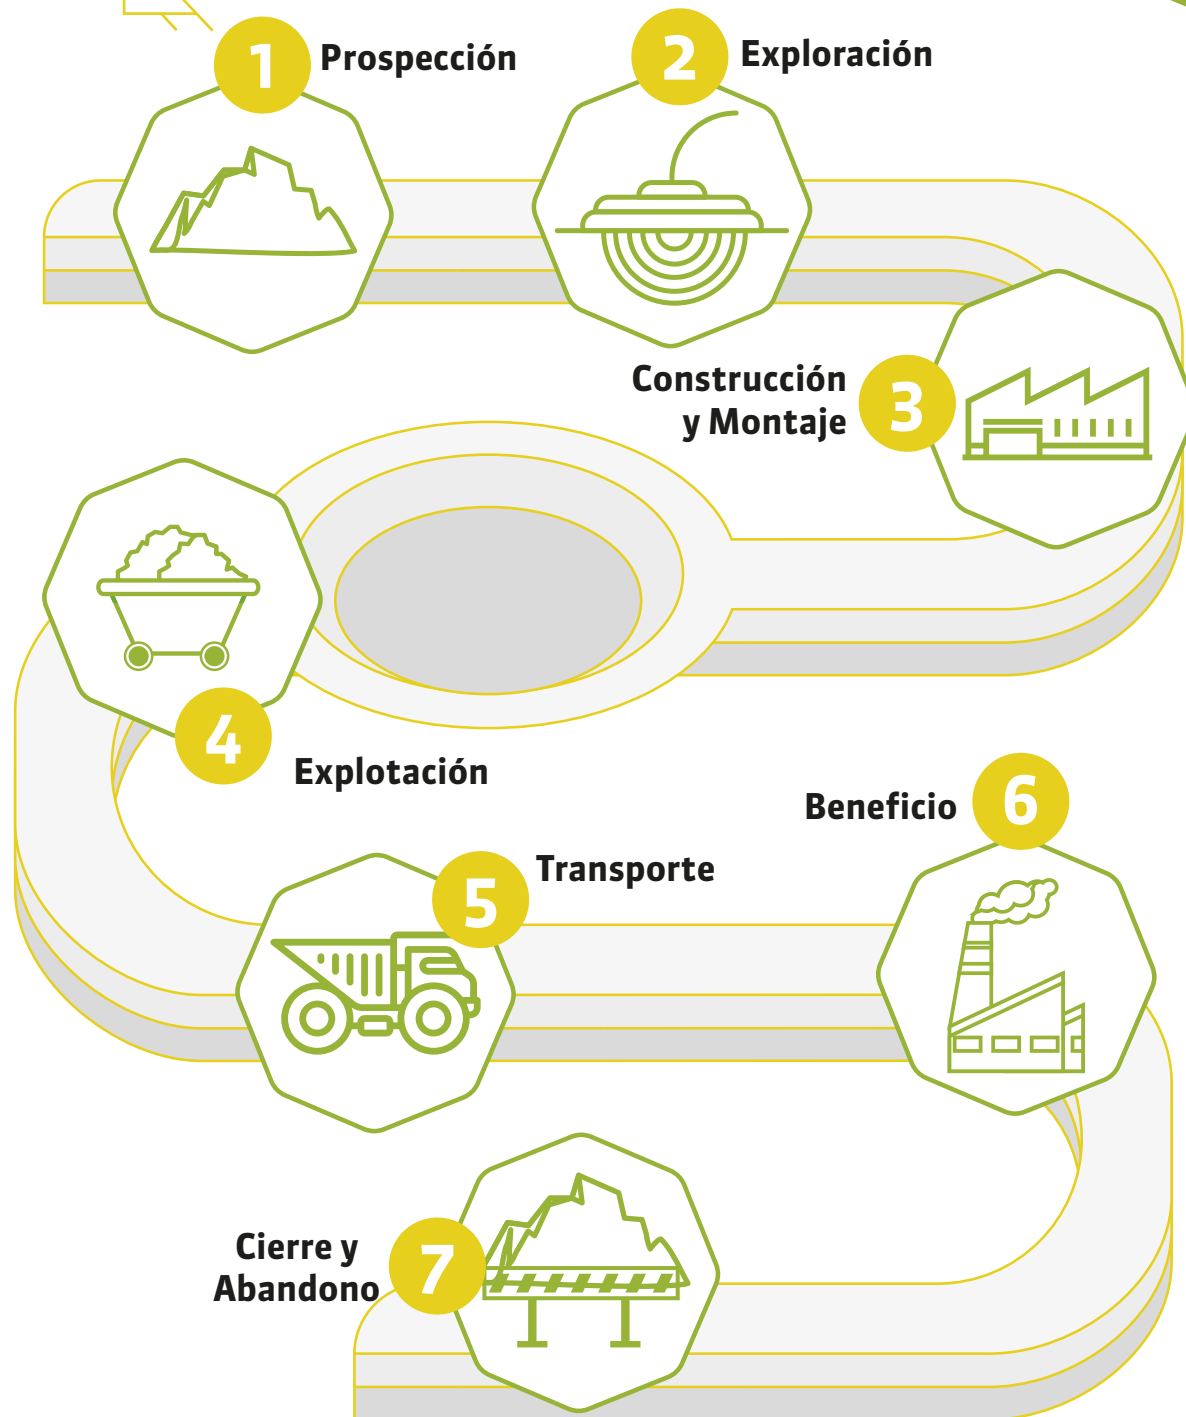 1 Prospección
2 Exploración
Construcción
y Montaje
3
4
Explotación
5 Transporte
Beneficio 6
Cierre y
Abandono
7